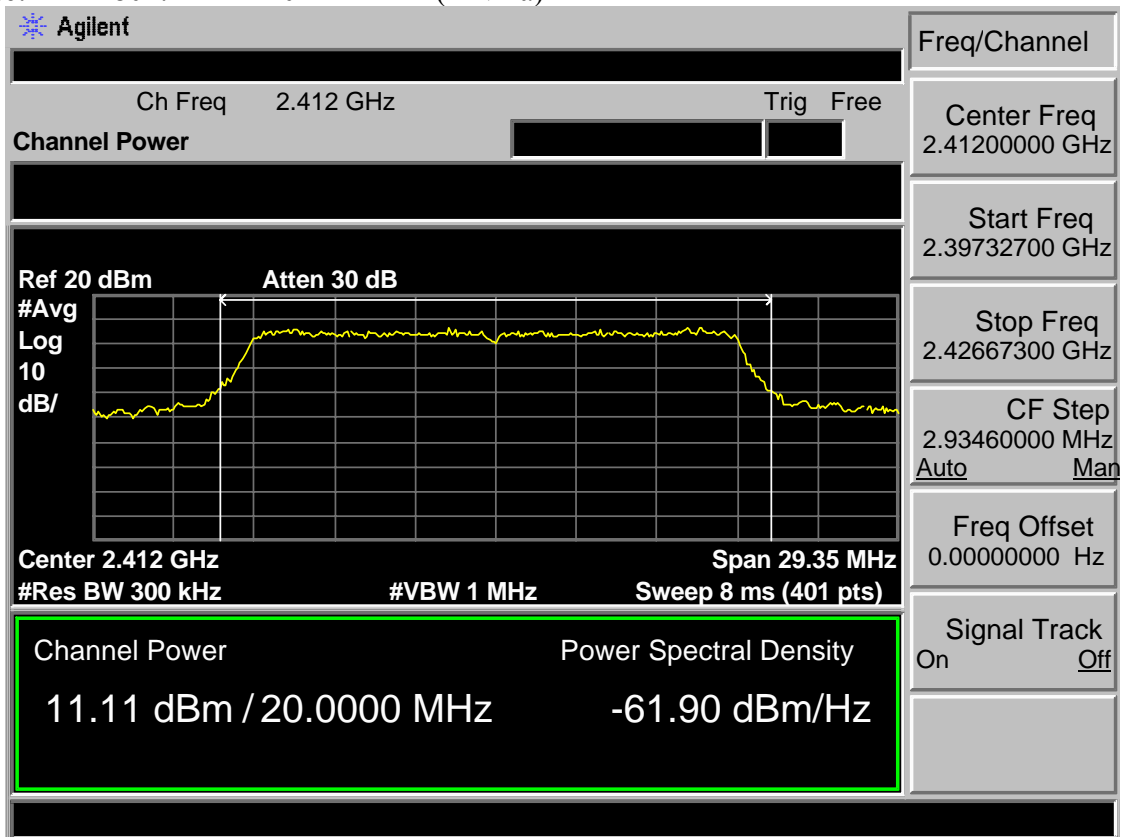 Agilent
Freq/Channel
Ch Freq 2.412 GHz Trig Free
Channel Power
Center Freq
2.41200000 GHz
Start Freq
2.39732700 GHz
Stop Freq
2.42667300 GHz
CF Step
2.93460000 MHz
Auto Man
Freq Offset
0.00000000 Hz
Signal Track
On Off
Ref 20 dBm Atten 30 dB
#Avg
Log
10
dB/
Center 2.412 GHz Span 29.35 MHz
#Res BW 300 kHz #VBW 1 MHz Sweep 8 ms (401 pts)
Channel Power Power Spectral Density
11.11 dBm / 20.0000 MHz -61.90 dBm/Hz